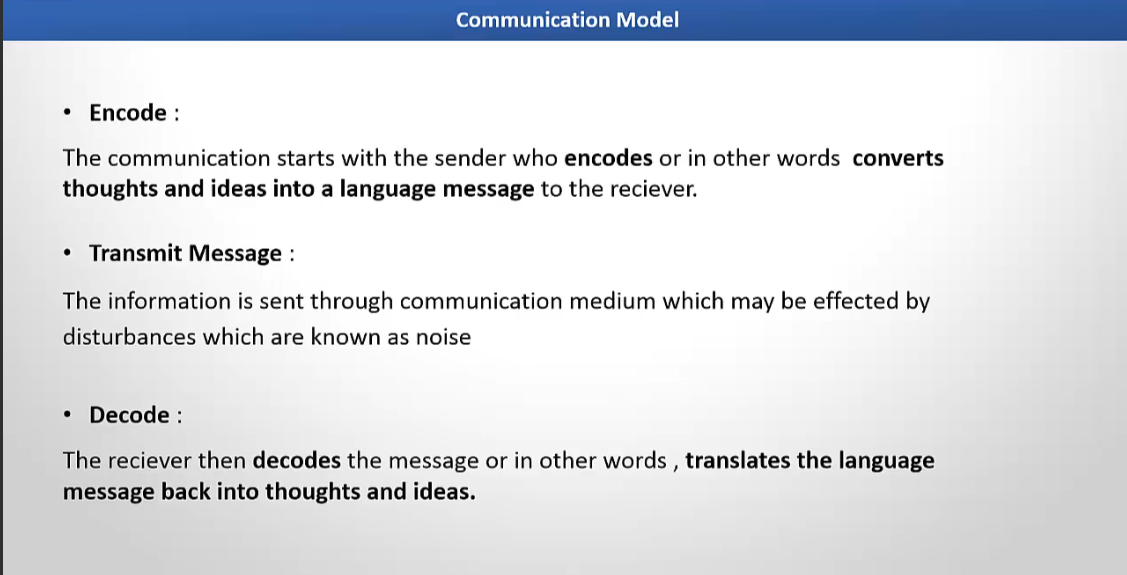 Communication Model
• Encode :
The communication starts with the sender who encodes or in other words converts
thoughts and ideas into a language message to the reciever.
• Transmit Message :
The information is sent through communication medium which may be effected by
disturbances which are known as noise
• Decode :
The reciever then decodes the message or in other words , translates the language
message back into thoughts and ideas.